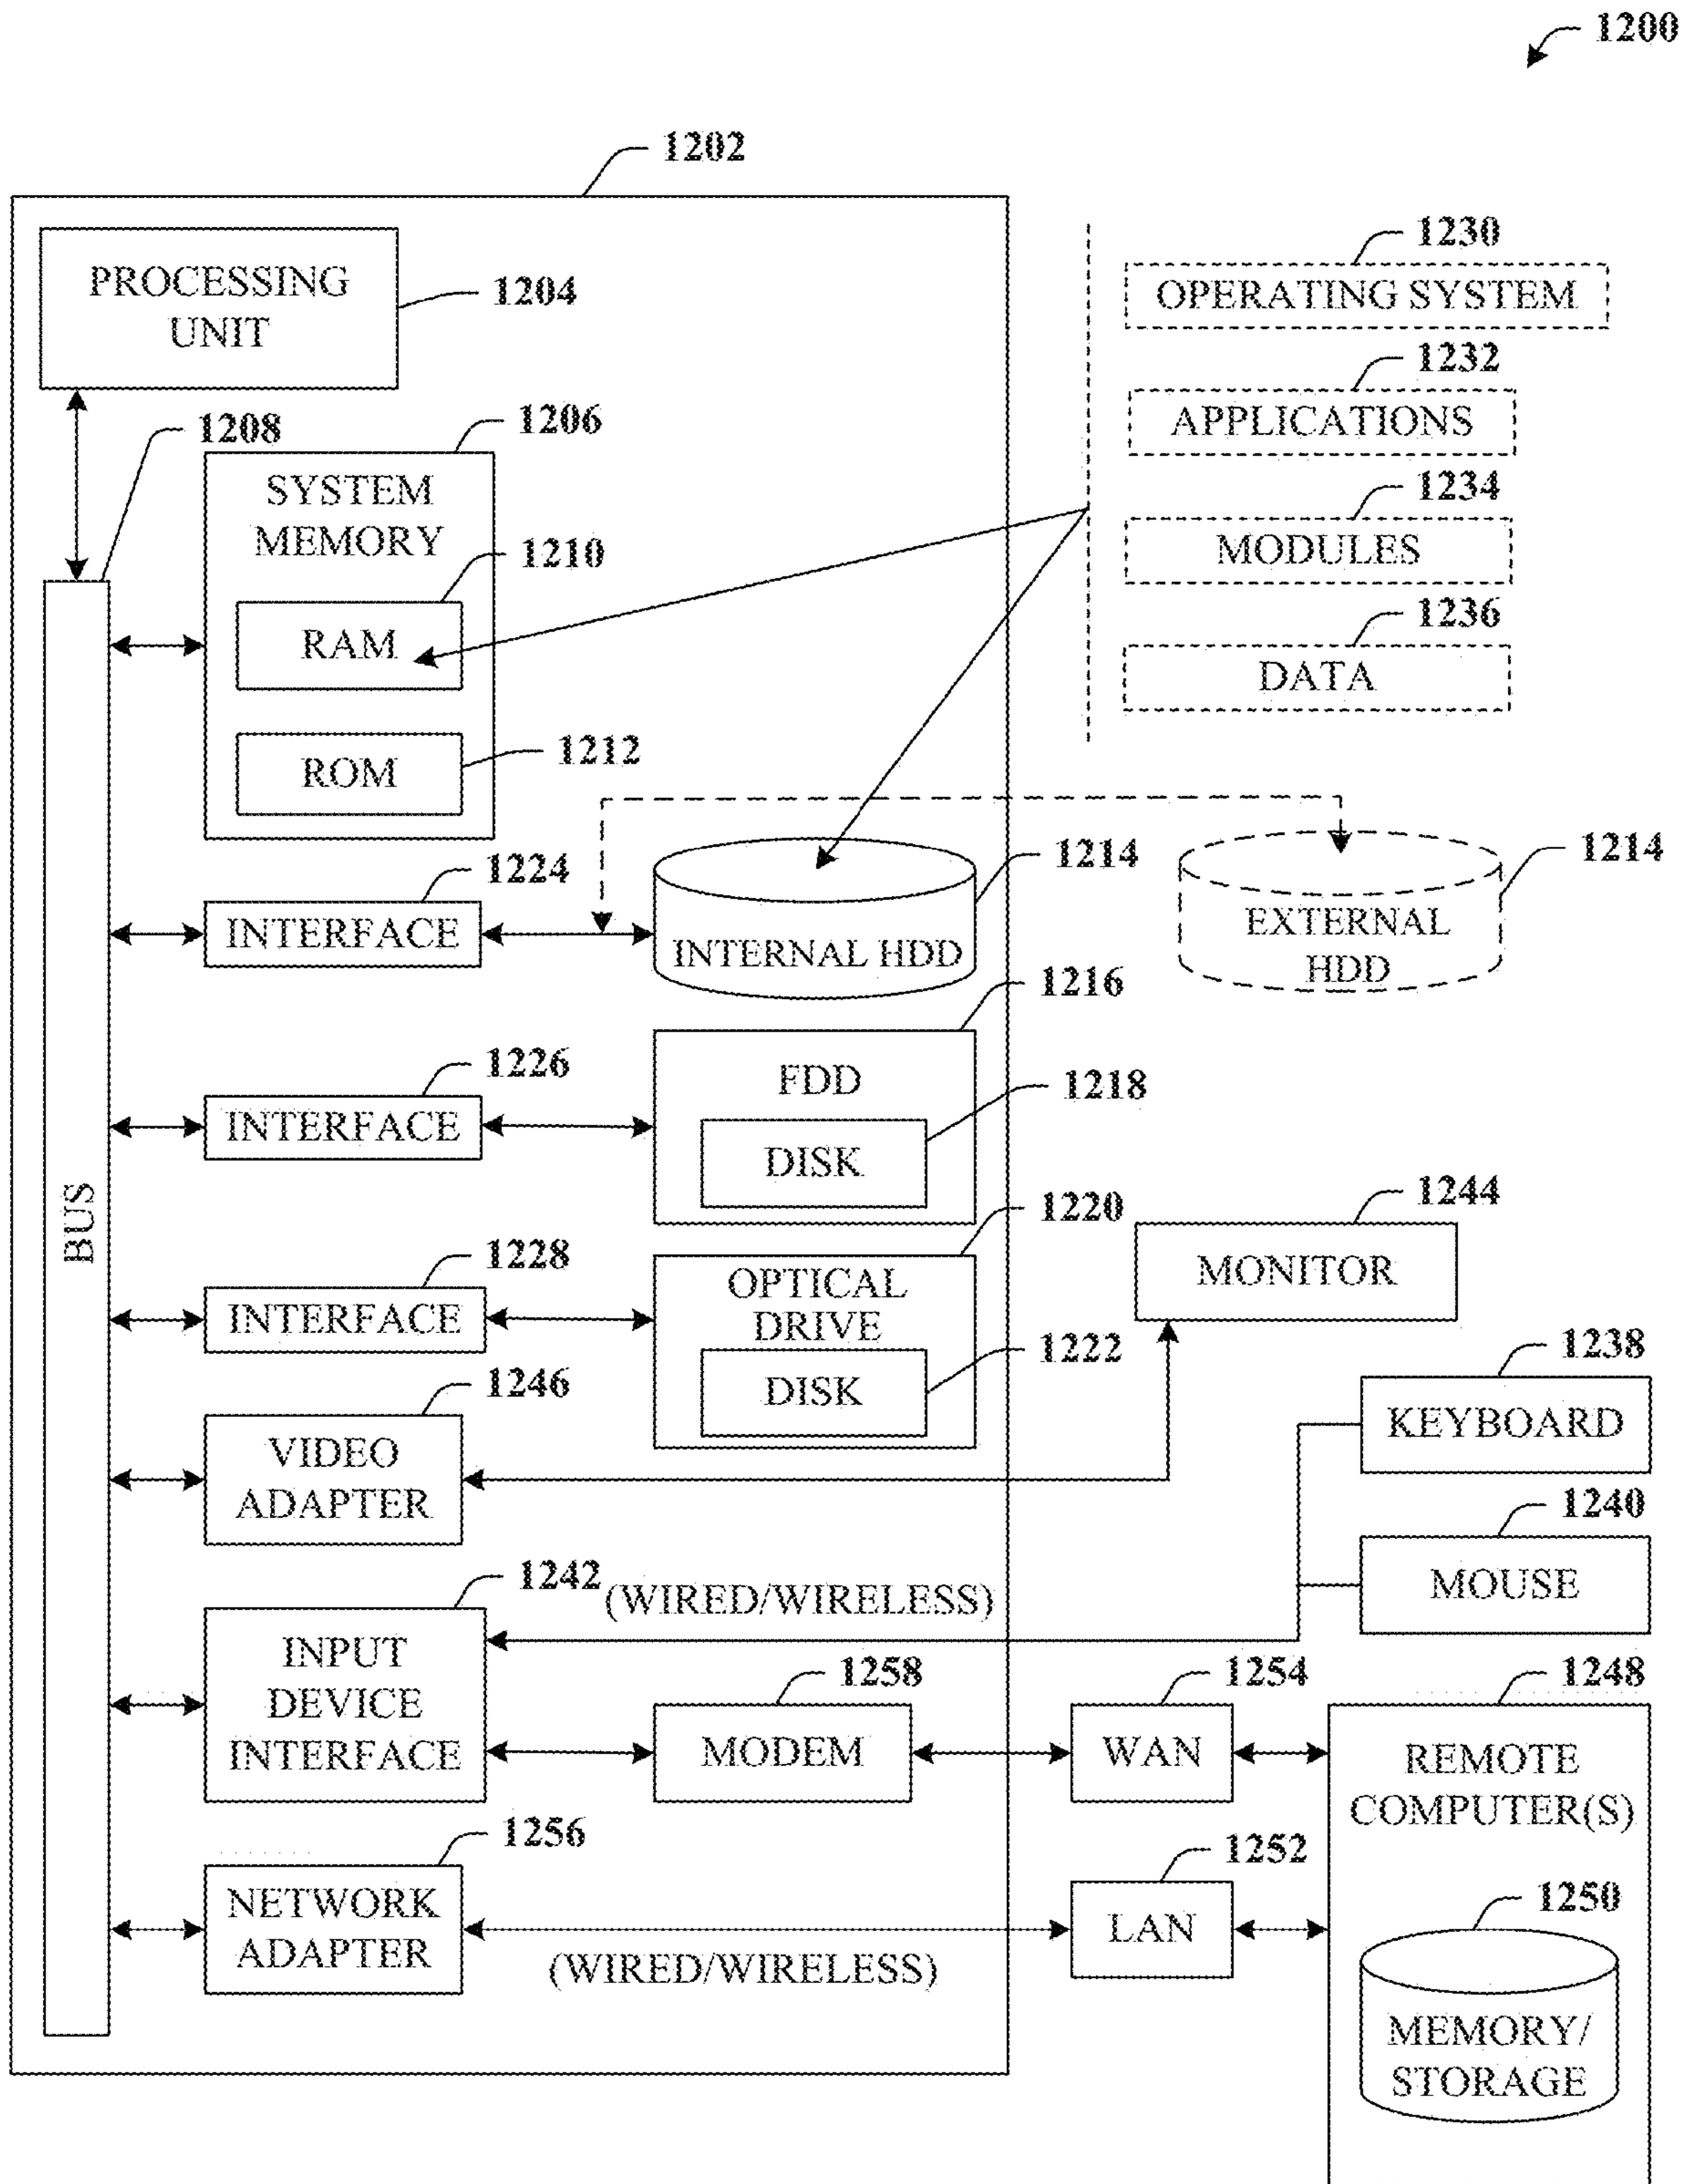 1200
1202
PROCESSING
UNIT
1204
1208
1206
SYSTEM
MEMORY
1210
RAM
1212
ROM
BUS
1230
OPERATING SYSTEM
1232
APPLICATIONS
1234
MODULES
1236
DATA
1224
INTERFACE
1214
INTERNAL HDD
1214
EXTERNAL
HDD
1226
INTERFACE
1216
FDD
1218
DISK
1228
INTERFACE
1220
OPTICAL
DRIVE
1222
DISK
1244
MONITOR
1246
VIDEO
ADAPTER
1238
KEYBOARD
1240
MOUSE
1242
(WIRED/WIRELESS)
INPUT
DEVICE
INTERFACE
1258
MODEM
1254
WAN
1248
REMOTE
COMPUTER(S)
1256
NETWORK
ADAPTER
(WIRED/WIRELESS)
1252
LAN
1250
MEMORY/
STORAGE